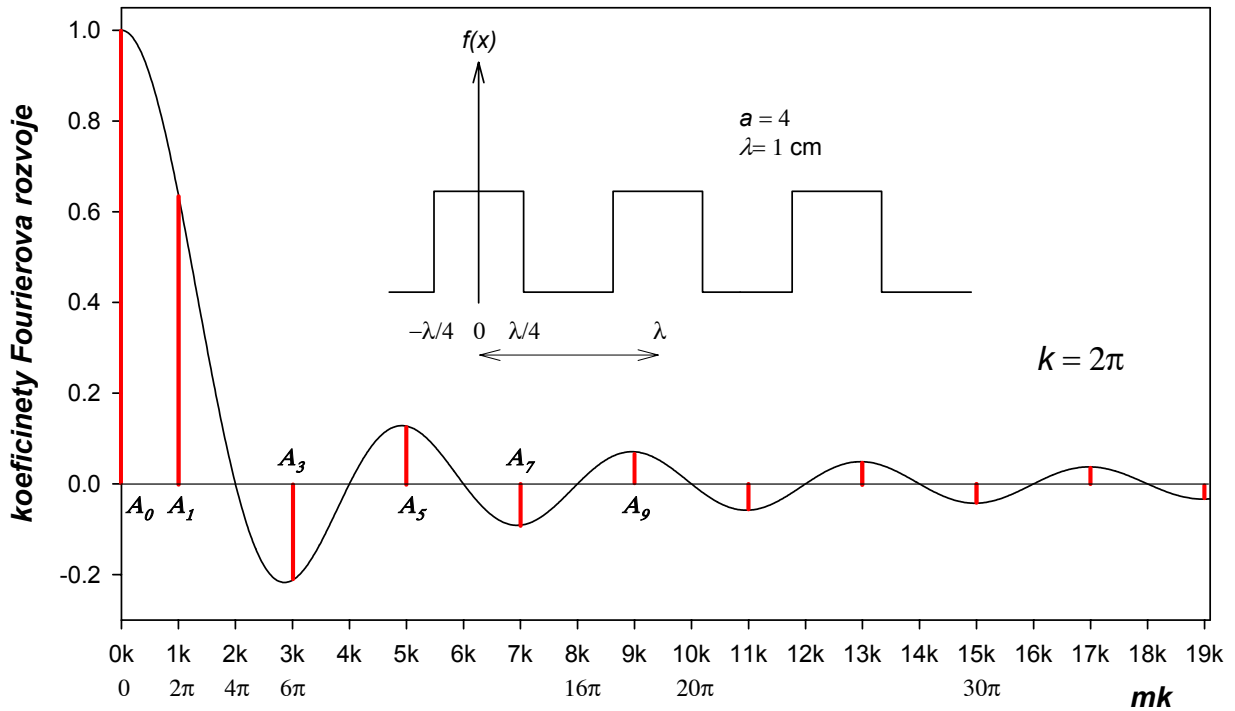 koeficinety Fourierova rozvoje
1.0
0.8
0.6
0.4
0.2
0.0
-0.2
f(x)
a = 4
λ= 1 cm
−λ/4 0 λ/4 λ
k = 2π
A3 A7
A0 A1 A5 A9
0k 1k 2k 3k 4k 5k 6k 7k 8k 9k 10k 11k 12k 13k 14k 15k 16k 17k 18k 19k
0 2π 4π 6π 16π 20π 30π
mk